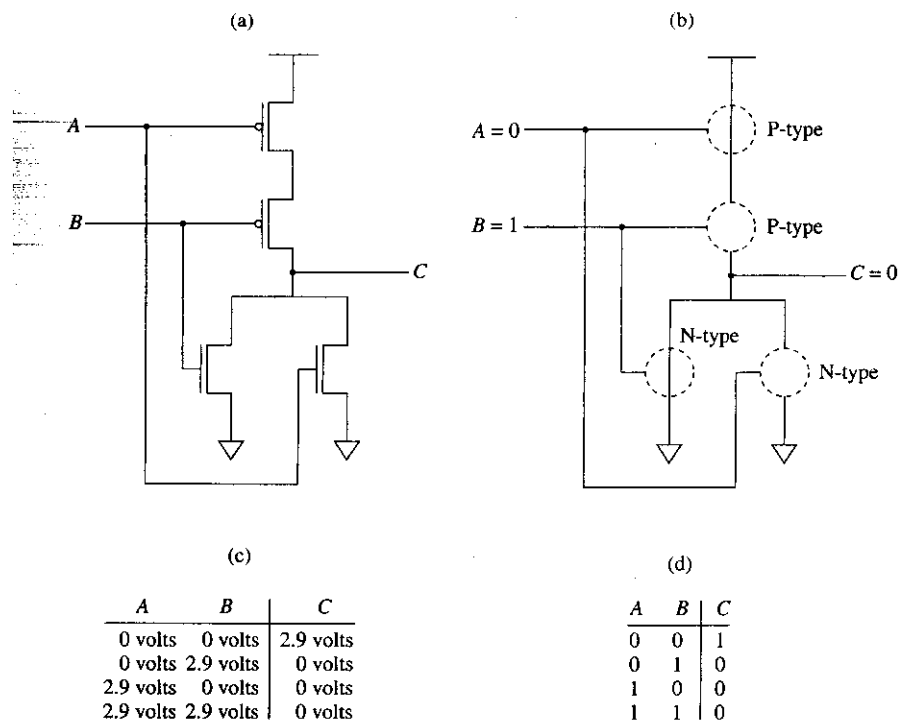 (a) (b)
A
A = 0 P-type
B
B = 1 P-type
C
C = 0
N-type
N-type
(c)
(d)
A B C
0 volts 0 volts 2.9 volts
0 volts 2.9 volts 0 volts
2.9 volts 0 volts 0 volts
2.9 volts 2.9 volts 0 volts
A B C
0 0 1
0 1 0
1 0 0
1 1 0